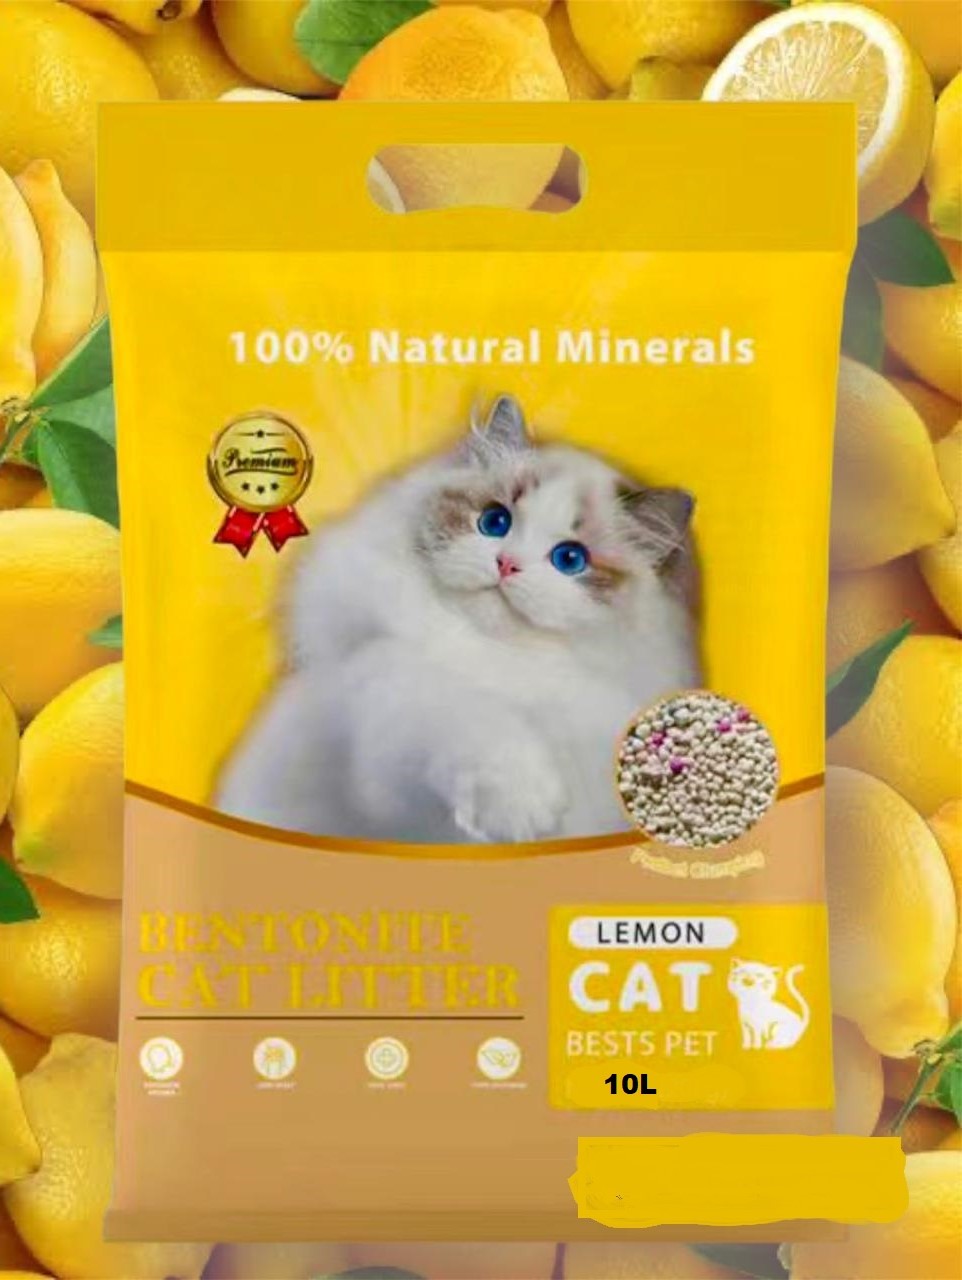 100% Natural Minerals
Premium
BENTONITE
CAT LITTER
LEMON
CAT
BESTS PET
10L